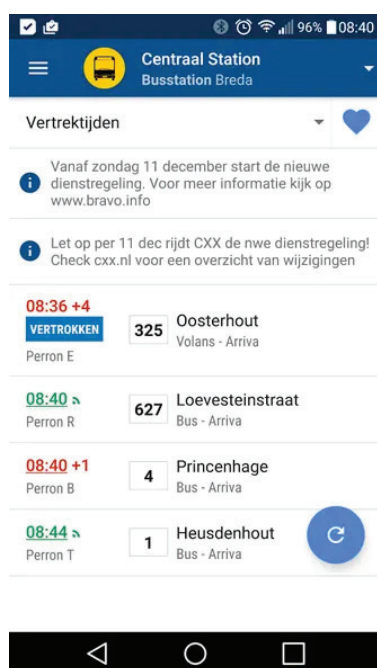 96% 08:40
Centraal Station
Busstation Breda
Vertrektijden
Vanaf zondag 11 december start de nieuwe
dienstregeling. Voor meer informatie kijk op
www.bravo.info
Let op per 11 dec rijdt CXX de nwe dienstregeling!
Check cxx.nl voor een overzicht van wijzigingen
08:36 +4
VERTROKKEN
Perron E
325
Oosterhout
Volans - Arriva
08:40
Perron R
627
Loevesteinstraat
Bus - Arriva
08:40 +1
Perron B
4
Princenhage
Bus - Arriva
08:44
Perron T
1
Heusdenhout
Bus - Arriva